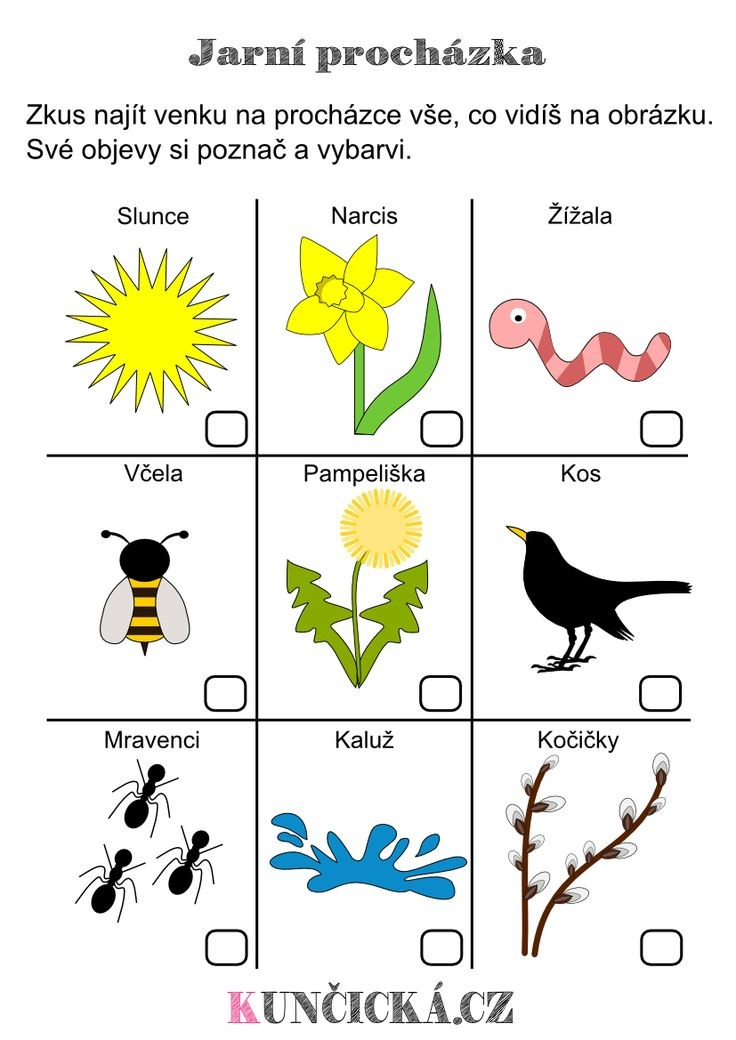 Jarní procházka
Zkus najít venku na procházce vše, co vidíš na obrázku.
Své objevy si poznač a vybarvi.
Slunce
Narcis
Žížala
Včela
Pampeliška
Kos
Mravenci
Kaluž
Kočičky
KUNČICKÁ.CZ